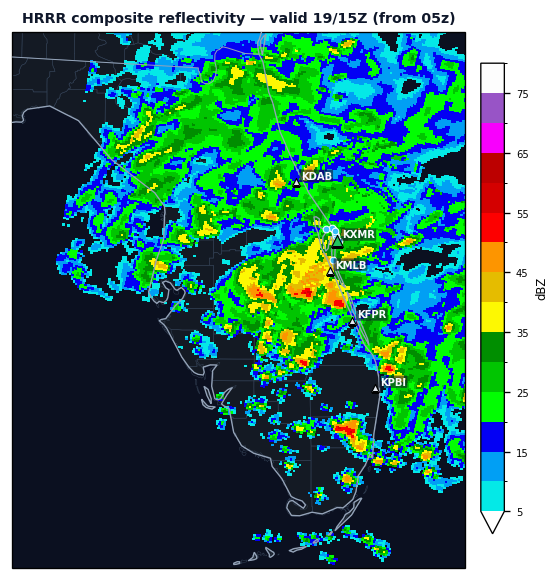 HRRR composite reflectivity — valid 19/15Z (from 05z)
KDAB
KXMR
KMLB
KFPR
KPBI
75
65
55
45
35
25
15
5
dBZ